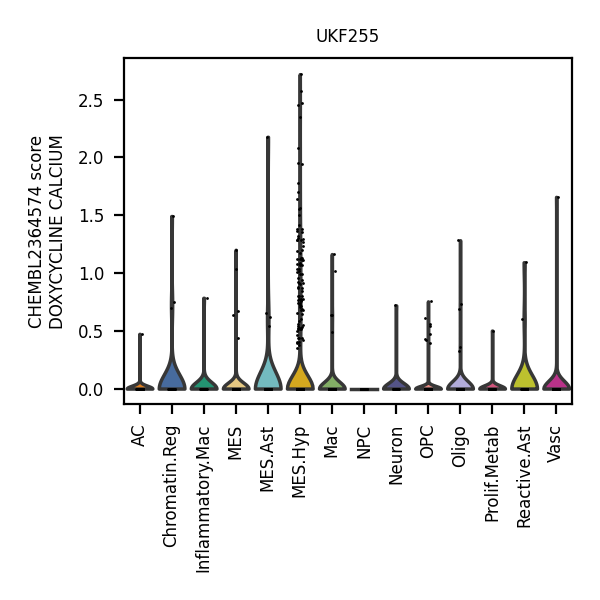 UKF255
CHEMBL2364574 score
DOXYCYCLINE CALCIUM
2.5
2.0
1.5
1.0
0.5
0.0
AC
Chromatin.Reg
Inflammatory.Mac
MES
MES.Ast
MES.Hyp
Mac
NPC
Neuron
OPC
Oligo
Prolif.Metab
Reactive.Ast
Vasc